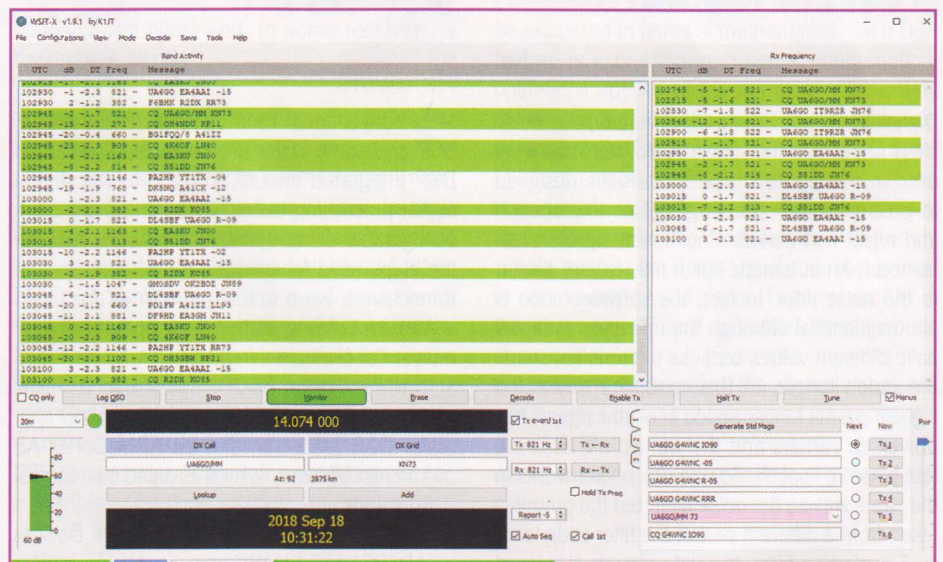 WSJT-X v1.9.1 by K1JT
File Configurations View Mode Decode Save Tools Help
Band Activity
UTC dB DT Freq Message
102930 -1 -2.3 821 ~ UA6GO EA4AAI -15
102930 2 -1.2 382 ~ F6BHK R2DX RR73
102945 -2 -1.7 821 ~ CQ UA6GO/MM KN73
102945 -15 -2.2 271 ~ CQ OH4NDU KP11
102945 -20 -0.4 660 ~ BG1FQQ/8 A41ZZ
102945 -23 -2.3 909 ~ CQ 4K6GF LN40
102945 -4 -2.1 1163 ~ CQ EA3KU JN00
102945 -8 -2.2 814 ~ CQ S51DD JN76
102945 -8 -2.2 1146 ~ PA2HP YT1TX -04
102945 -19 -1.9 765 ~ DK5NQ A41CK -12
103000 1 -2.3 821 ~ UA6GO EA4AAI -15
103000 -2 -2.2 382 ~ CQ R2DX KO85
103015 0 -1.7 821 ~ DL4SBF UA6GO R-09
103015 -4 -2.1 1163 ~ CQ EA3KU JN00
103015 -7 -2.2 813 ~ CQ S51DD JN76
103015 -10 -2.2 1146 ~ PA2HP YT1TX -02
103030 3 -2.3 821 ~ UA6GO EA4AAI -15
103030 -2 -1.9 382 ~ CQ R2DX KO85
103030 1 -1.5 1047 ~ GM0SDV OK2BOZ JN89
103045 -6 -1.7 821 ~ DL4SBF UA6GO R-09
103045 -20 -0.1 660 ~ PD1FW A41ZZ LL93
103045 -11 2.1 881 ~ DF9HD EA3GM JN11
103045 0 -2.1 1163 ~ CQ EA3KU JN00
103045 -20 -2.3 909 ~ CQ 4K6GF LN40
103045 -12 -2.2 1146 ~ PA2HP YT1TX RR73
103045 -20 -2.3 1102 ~ CQ OH3GBW KP21
103100 3 -2.3 821 ~ UA6GO EA4AAI -15
103100 -1 -1.9 382 ~ CQ R2DX KO85
Rx Frequency
UTC dB DT Freq Message
102745 -5 -1.6 821 ~ CQ UA6GO/MM KN73
102815 -5 -1.6 821 ~ CQ UA6GO/MM KN73
102830 -7 -1.8 822 ~ UA6GO IT9RZR JM76
102845 -12 -1.7 821 ~ CQ UA6GO/MM KN73
102900 -6 -1.8 822 ~ UA6GO IT9RZR JM76
102915 1 -1.7 821 ~ CQ UA6GO/MM KN73
102930 -1 -2.3 821 ~ UA6GO EA4AAI -15
102945 -2 -1.7 821 ~ CQ UA6GO/MM KN73
102945 -8 -2.2 814 ~ CQ S51DD JN76
103000 1 -2.3 821 ~ UA6GO EA4AAI -15
103015 0 -1.7 821 ~ DL4SBF UA6GO R-09
103015 -7 -2.2 813 ~ CQ S51DD JN76
103030 3 -2.3 821 ~ UA6GO EA4AAI -15
103045 -6 -1.7 821 ~ DL4SBF UA6GO R-09
103100 3 -2.3 821 ~ UA6GO EA4AAI -15
CQ only Log QSO Stop Monitor Erase Decode Enable Tx Halt Tx Tune Menus
20m
14.074 000
Tx even/1st
DX Call DX Grid
UA6GO/MM KN73
Az: 92 2875 km
Lookup Add
2018 Sep 18
10:31:22
80
60
40
20
0
60 dB
Tx 821 Hz Tx ← Rx
Rx 821 Hz Rx ← Tx
Hold Tx Freq
Report -5
Auto Seq Call 1st
1
2
3
Generate Std Msgs Next Now Pwr
UA6GO G4WNC IO90 Tx 1
UA6GO G4WNC -05 Tx 2
UA6GO G4WNC R-05 Tx 3
UA6GO G4WNC RRR Tx 4
UA6GO/MM 73 Tx 5
CQ G4WNC IO90 Tx 6